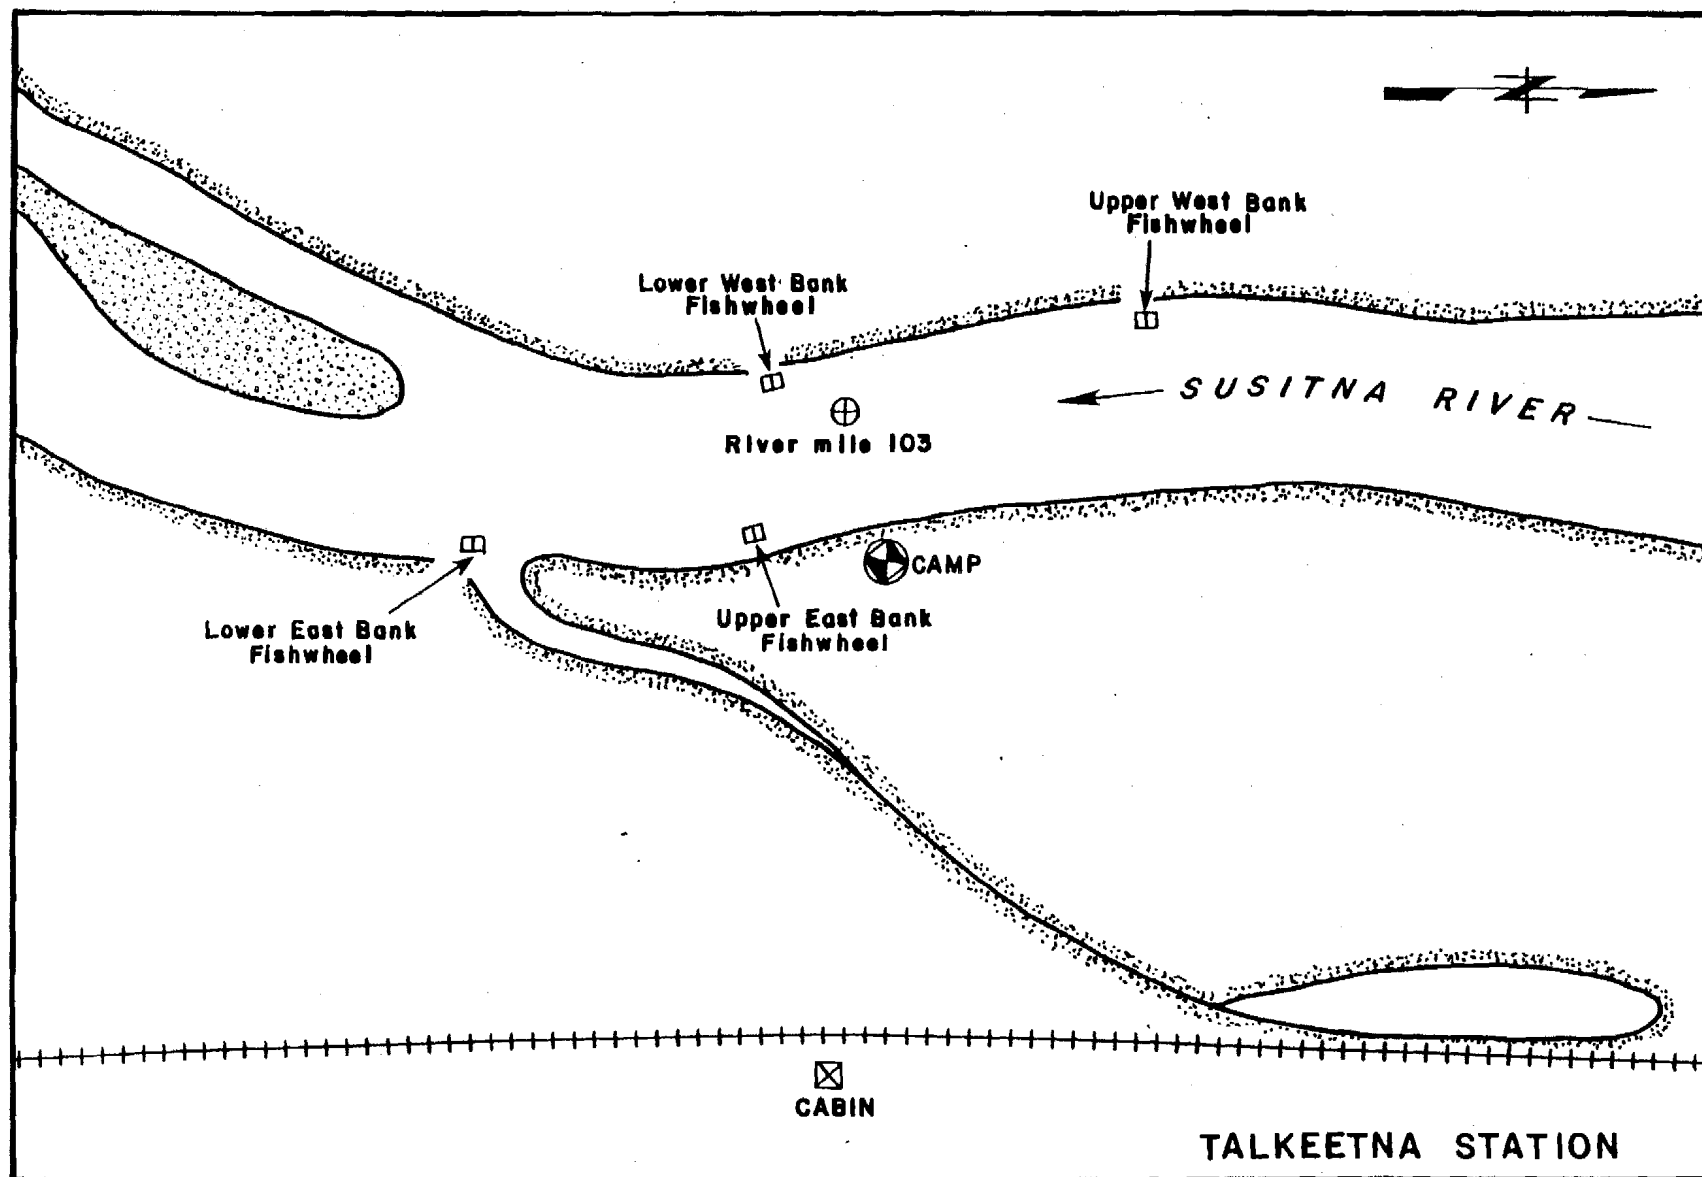 N
Upper West Bank
Fishwheel
Lower West Bank
Fishwheel
SUSITNA RIVER
River mile 103
CAMP
Lower East Bank
Fishwheel
Upper East Bank
Fishwheel
CABIN
TALKEETNA STATION